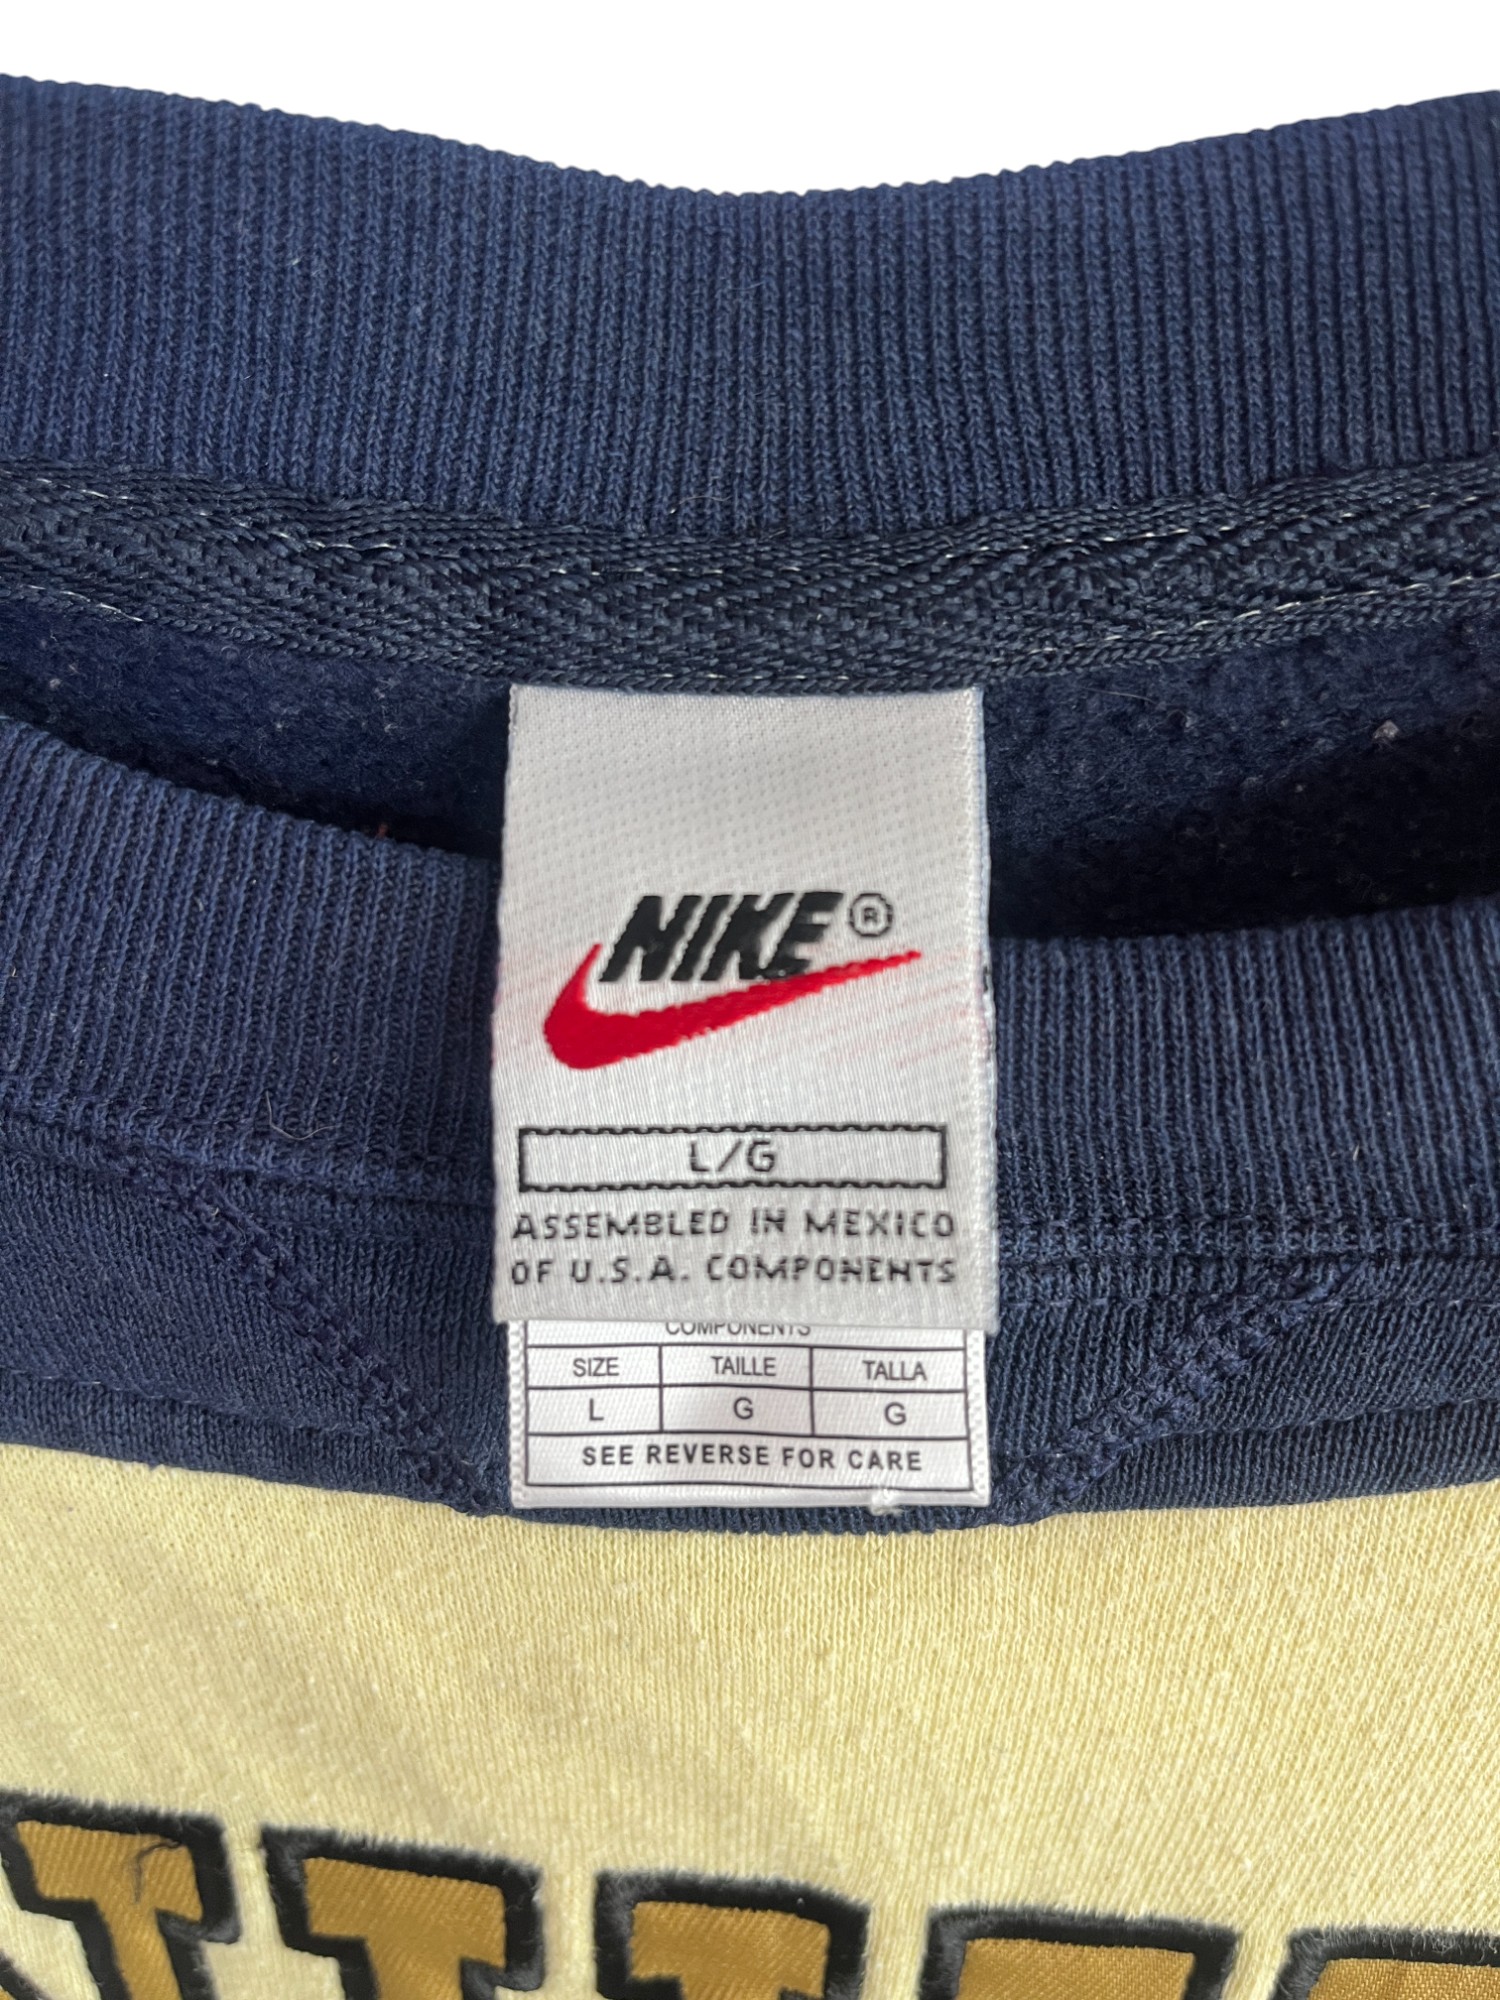 NIKE®
L/G
ASSEMBLED IN MEXICO
OF U.S.A. COMPONENTS
COMPONENTS
SIZE TAILLE TALLA
L G G
SEE REVERSE FOR CARE